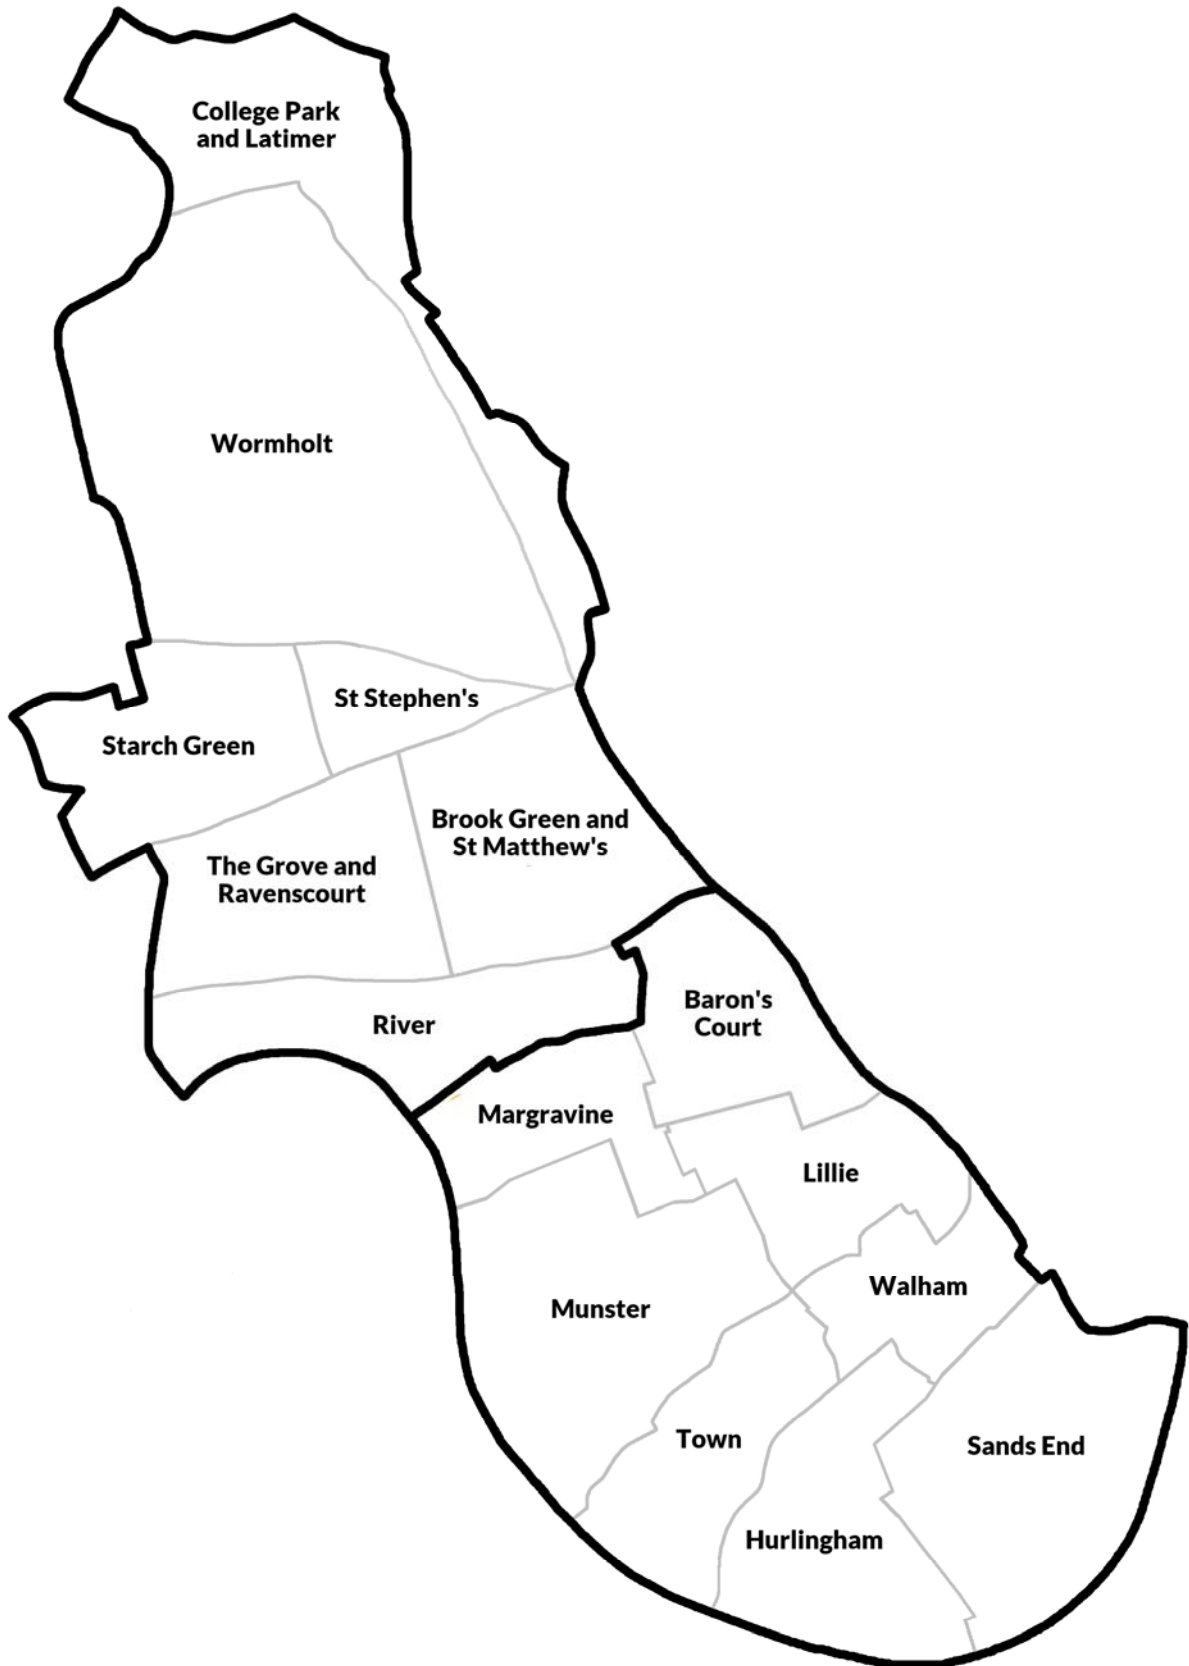 College Park
and Latimer
Wormholt
St Stephen's
Starch Green
Brook Green and
St Matthew's
The Grove and
Ravenscourt
Baron's
Court
River
Margravine
Lillie
Walham
Munster
Town
Sands End
Hurlingham